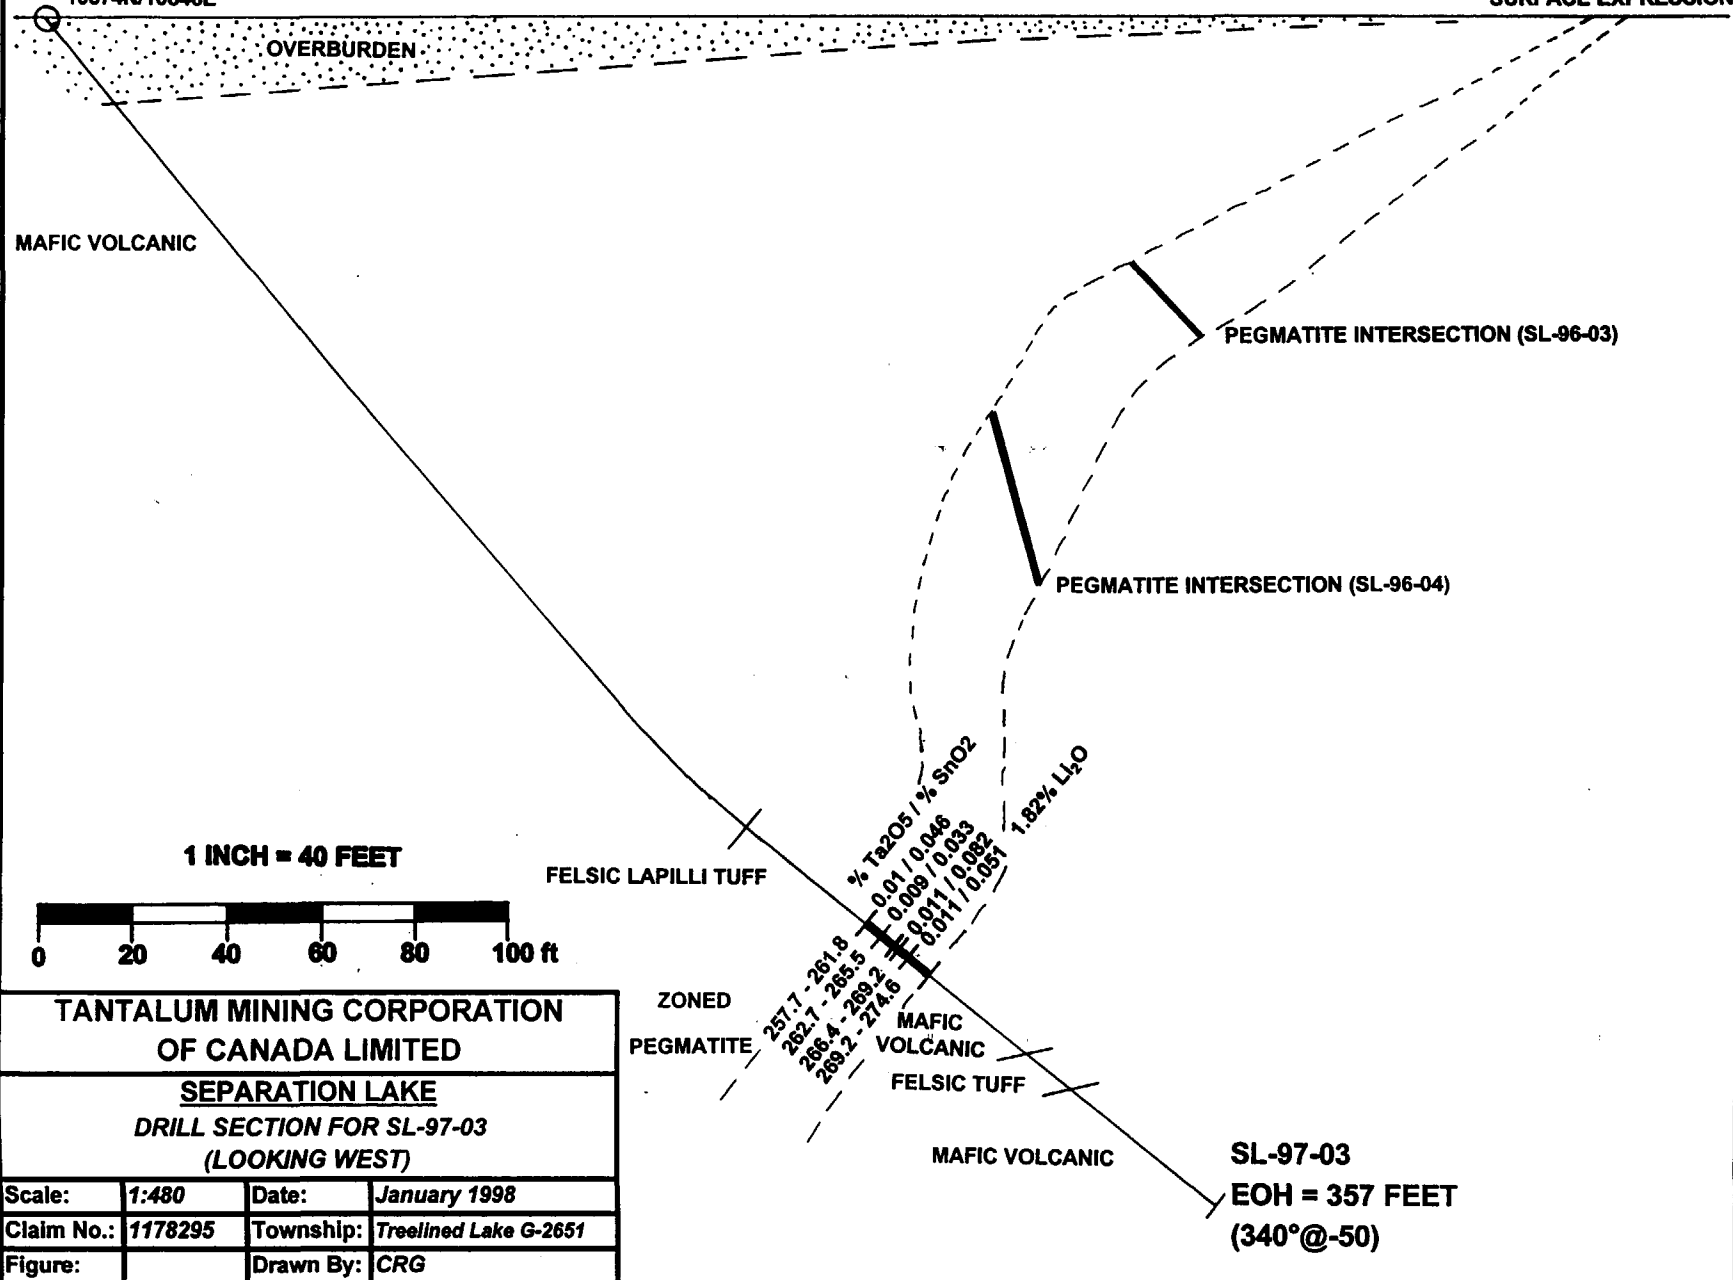 OVERBURDEN
MAFIC VOLCANIC
PEGMATITE INTERSECTION (SL-96-03)
PEGMATITE INTERSECTION (SL-96-04)
% Ta2O5 / % SnO2
0.01 / 0.046
0.009 / 0.033
0.011 / 0.082
0.011 / 0.051
1.82% Li₂O
FELSIC LAPILLI TUFF
257.7 - 261.8
262.7 - 265.5
266.4 - 269.2
269.2 - 274.6
ZONED
PEGMATITE
MAFIC
VOLCANIC
FELSIC TUFF
MAFIC VOLCANIC
SL-97-03
EOH = 357 FEET
(340°@-50)
1 INCH = 40 FEET
0 20 40 60 80 100 ft
TANTALUM MINING CORPORATION
OF CANADA LIMITED
SEPARATION LAKE
DRILL SECTION FOR SL-97-03
(LOOKING WEST)
Scale: 1:480 Date: January 1998
Claim No.: 1178295 Township: Treelined Lake G-2651
Figure: Drawn By: CRG